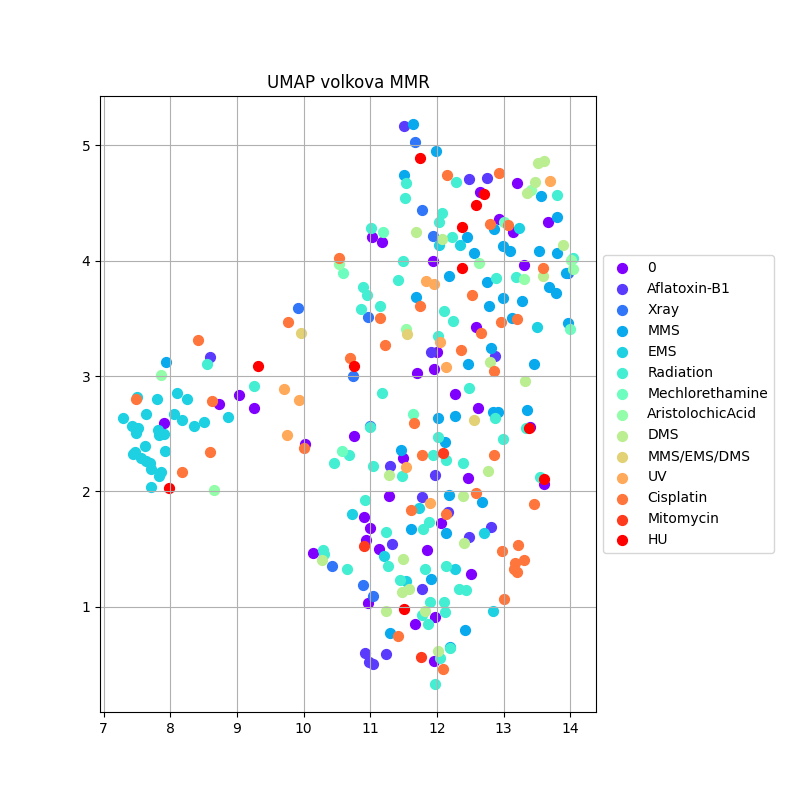 UMAP volkova MMR
5
4
3
2
1
7 8 9 10 11 12 13 14
0
Aflatoxin-B1
Xray
MMS
EMS
Radiation
Mechlorethamine
AristolochicAcid
DMS
MMS/EMS/DMS
UV
Cisplatin
Mitomycin
HU